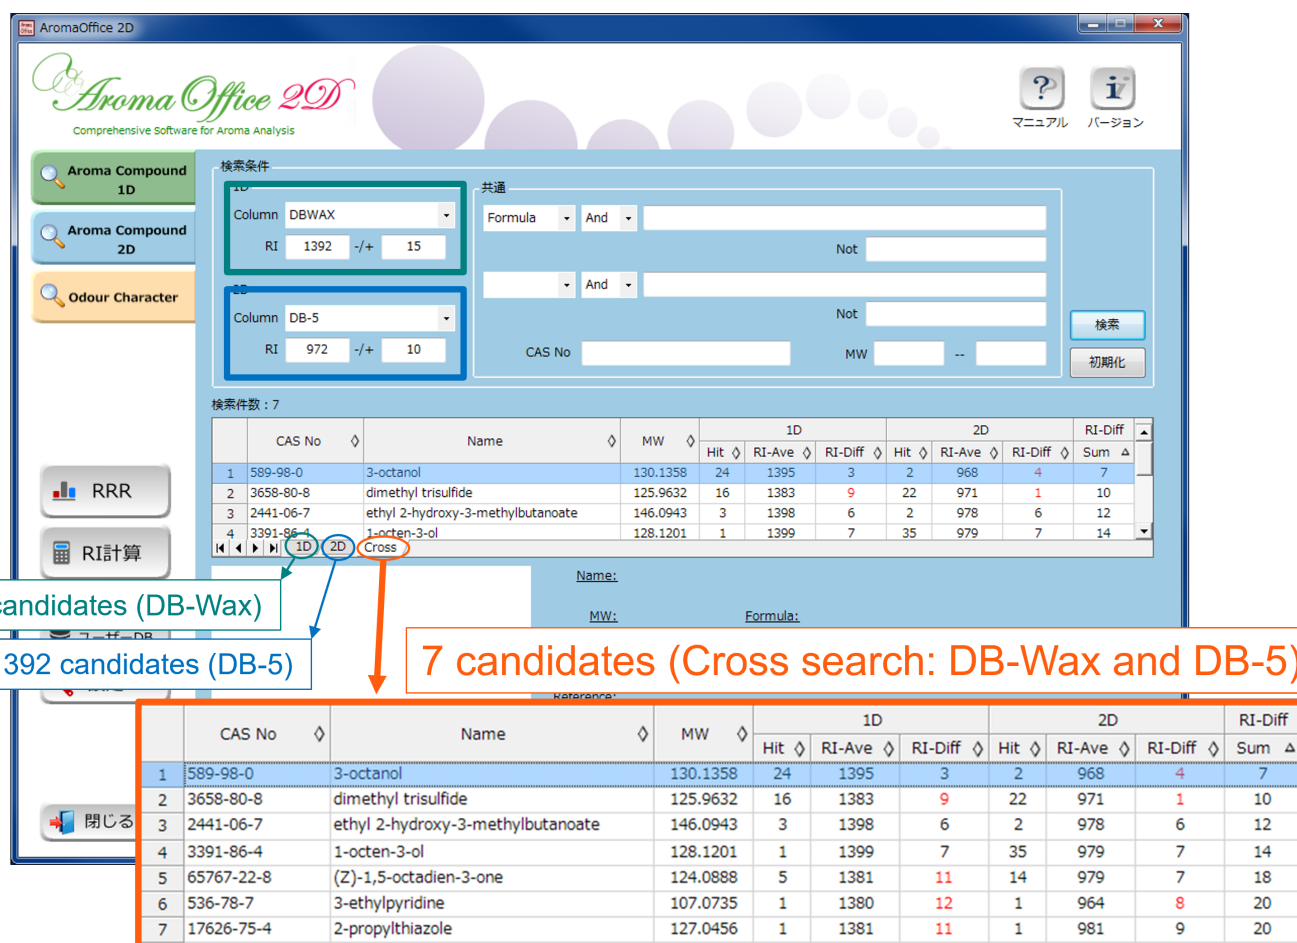 AromaOffice 2D
Aroma Office 2D
Comprehensive Software for Aroma Analysis
マニュアル
バージョン
Aroma Compound
1D
Aroma Compound
2D
Odour Character
検索条件
1D
Column DBWAX
RI 1392 -/+ 15
2D
Column DB-5
RI 972 -/+ 10
共通
Formula And
Not
And
Not
CAS No MW --
検索
初期化
検索件数 : 7
CAS No Name MW 1D 2D RI-Diff
Hit RI-Ave RI-Diff Hit RI-Ave RI-Diff Sum
1 589-98-0 3-octanol 130.1358 24 1395 3 2 968 4 7
2 3658-80-8 dimethyl trisulfide 125.9632 16 1383 9 22 971 1 10
3 2441-06-7 ethyl 2-hydroxy-3-methylbutanoate 146.0943 3 1398 6 2 978 6 12
4 3391-86-4 1-octen-3-ol 128.1201 1 1399 7 35 979 7 14
1D 2D Cross
RRR
RI計算
ユーザーDB
閉じる
Name:
MW: Formula:
Reference:
candidates (DB-Wax)
392 candidates (DB-5)
7 candidates (Cross search: DB-Wax and DB-5)
CAS No Name MW 1D 2D RI-Diff
Hit RI-Ave RI-Diff Hit RI-Ave RI-Diff Sum
1 589-98-0 3-octanol 130.1358 24 1395 3 2 968 4 7
2 3658-80-8 dimethyl trisulfide 125.9632 16 1383 9 22 971 1 10
3 2441-06-7 ethyl 2-hydroxy-3-methylbutanoate 146.0943 3 1398 6 2 978 6 12
4 3391-86-4 1-octen-3-ol 128.1201 1 1399 7 35 979 7 14
5 65767-22-8 (Z)-1,5-octadien-3-one 124.0888 5 1381 11 14 979 7 18
6 536-78-7 3-ethylpyridine 107.0735 1 1380 12 1 964 8 20
7 17626-75-4 2-propylthiazole 127.0456 1 1381 11 1 981 9 20